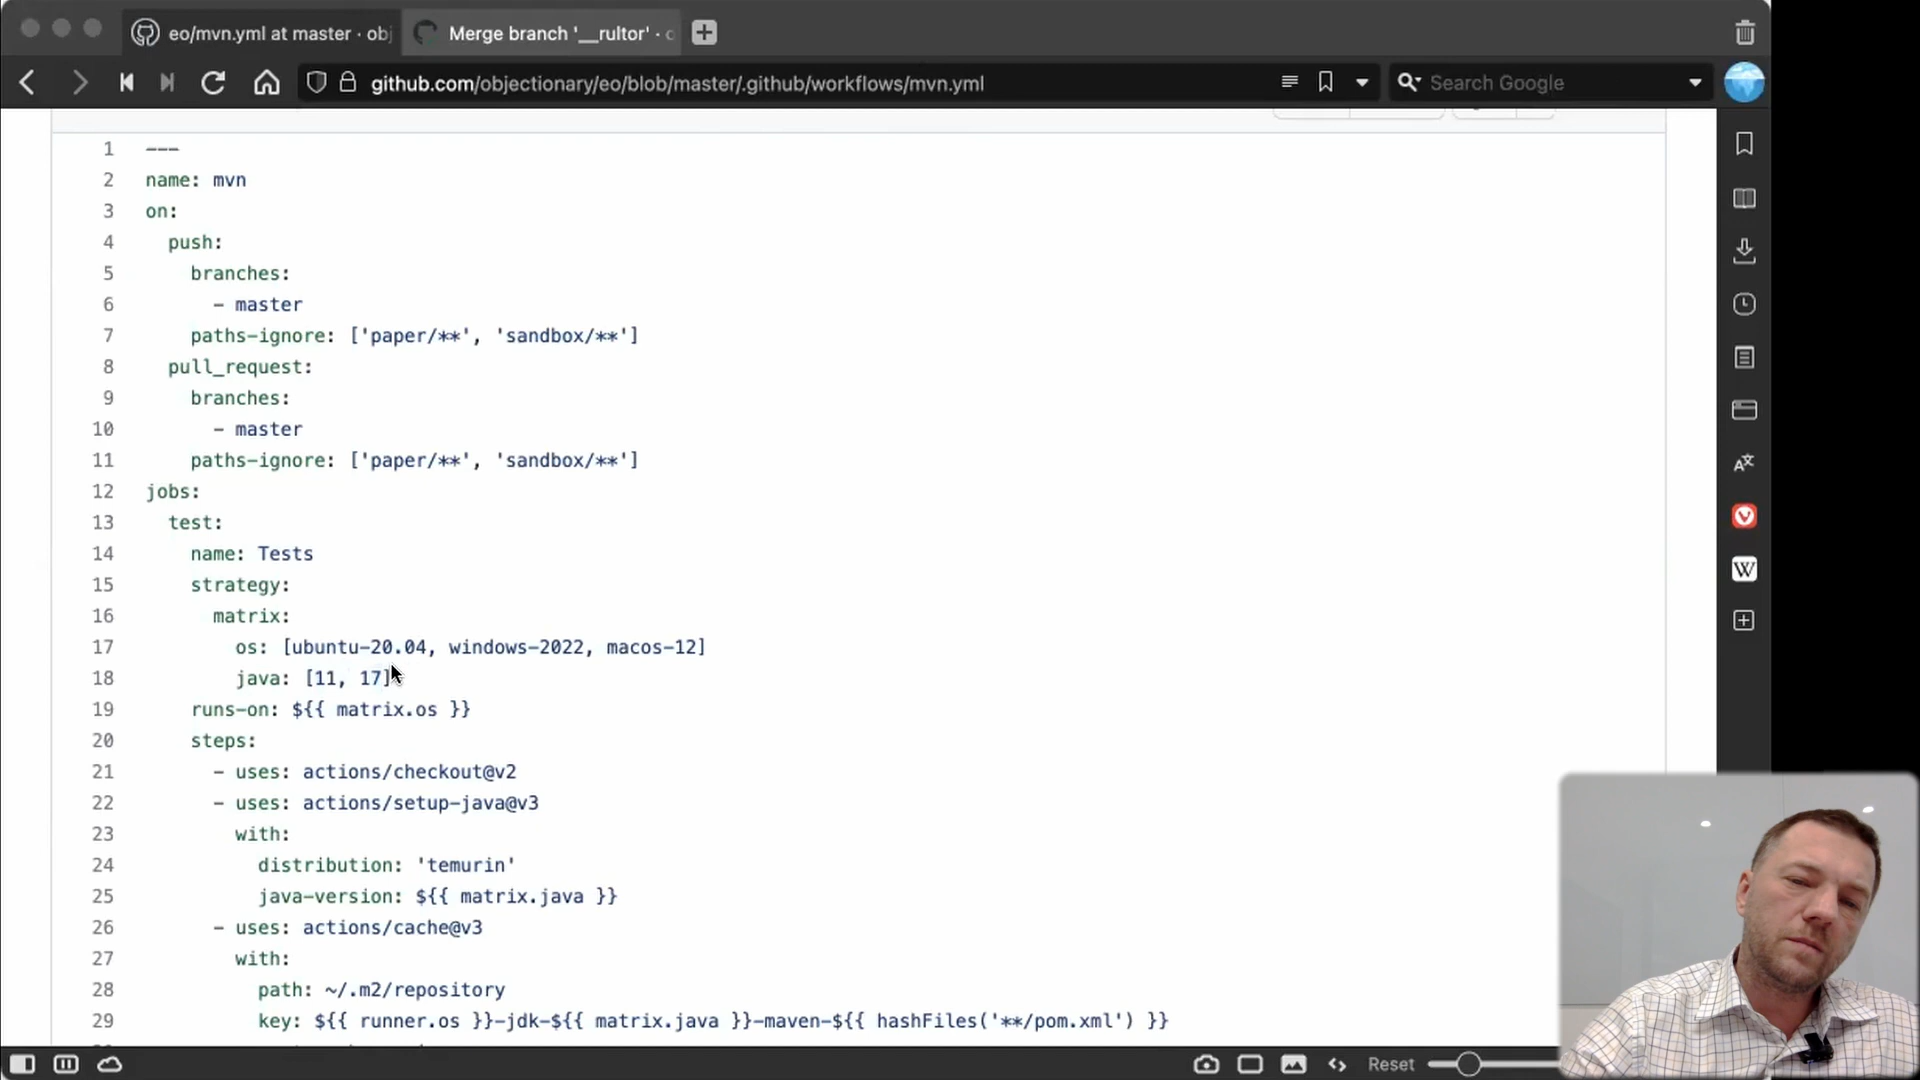 eo/mvn.yml at master · obj
Merge branch '__rultor' · o
github.com/objectionary/eo/blob/master/.github/workflows/mvn.yml
Search Google
1 ---
2 name: mvn
3 on:
4 push:
5 branches:
6 - master
7 paths-ignore: ['paper/**', 'sandbox/**']
8 pull_request:
9 branches:
10 - master
11 paths-ignore: ['paper/**', 'sandbox/**']
12 jobs:
13 test:
14 name: Tests
15 strategy:
16 matrix:
17 os: [ubuntu-20.04, windows-2022, macos-12]
18 java: [11, 17]
19 runs-on: ${{ matrix.os }}
20 steps:
21 - uses: actions/checkout@v2
22 - uses: actions/setup-java@v3
23 with:
24 distribution: 'temurin'
25 java-version: ${{ matrix.java }}
26 - uses: actions/cache@v3
27 with:
28 path: ~/.m2/repository
29 key: ${{ runner.os }}-jdk-${{ matrix.java }}-maven-${{ hashFiles('**/pom.xml') }}
W
Reset